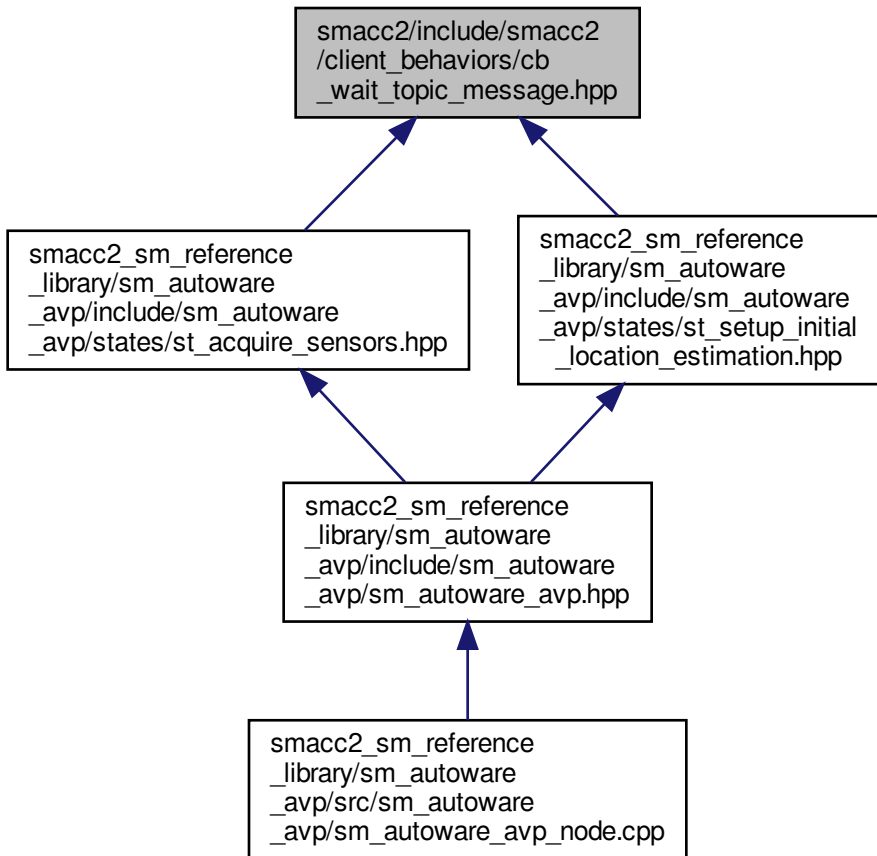 smacc2/include/smacc2
/client_behaviors/cb
_wait_topic_message.hpp
smacc2_sm_reference
_library/sm_autoware
_avp/include/sm_autoware
_avp/states/st_acquire_sensors.hpp
smacc2_sm_reference
_library/sm_autoware
_avp/include/sm_autoware
_avp/states/st_setup_initial
_location_estimation.hpp
smacc2_sm_reference
_library/sm_autoware
_avp/include/sm_autoware
_avp/sm_autoware_avp.hpp
smacc2_sm_reference
_library/sm_autoware
_avp/src/sm_autoware
_avp/sm_autoware_avp_node.cpp